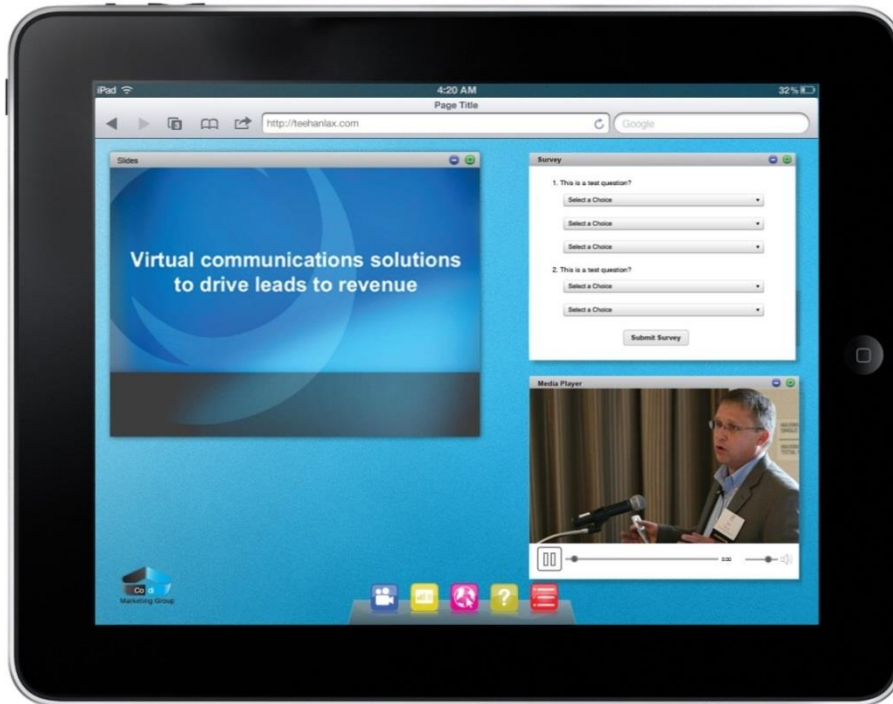 iPad
4:20 AM
32%
Page Title
http://teehanlax.com
Google
Slides
Virtual communications solutions
to drive leads to revenue
Survey
1. This is a test question?
Select a Choice
Select a Choice
Select a Choice
2. This is a test question?
Select a Choice
Select a Choice
Submit Survey
Media Player
0:00
Marketing Group
?